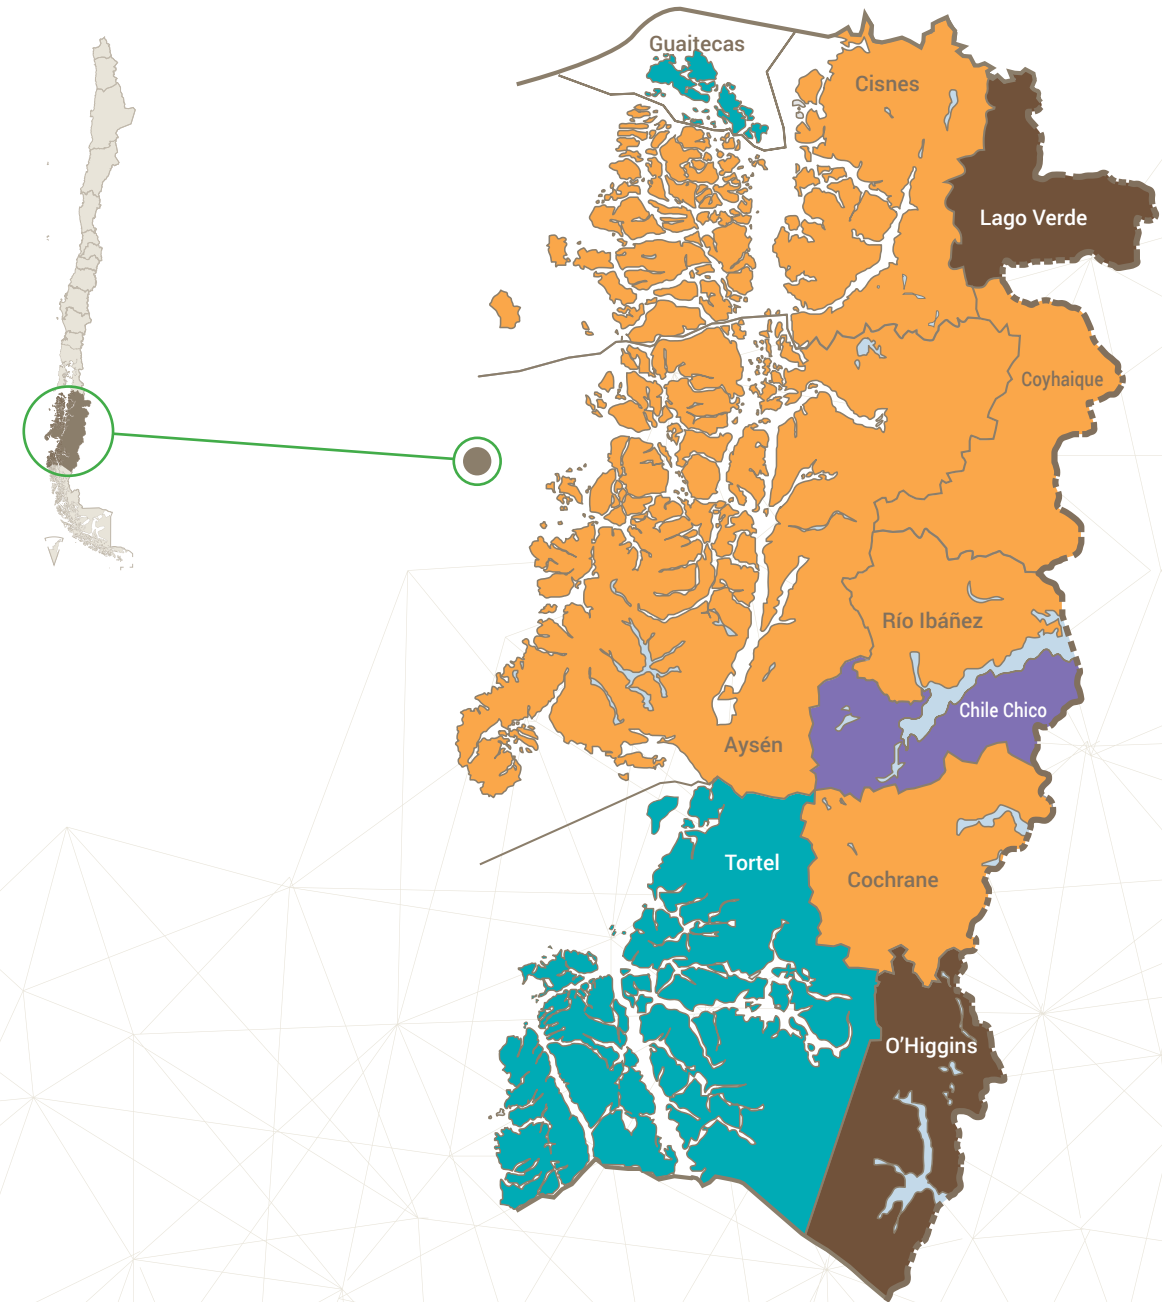 Guaitecas
Cisnes
Lago Verde
Coyhaique
Río Ibáñez
Chile Chico
Aysén
Tortel
Cochrane
O'Higgins